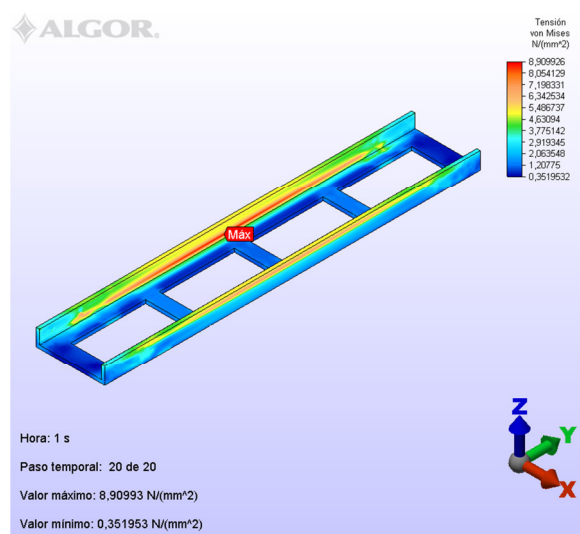 ALGOR.
Tensión
von Mises
N/(mm^2)
8,909926
8,054129
7,198331
6,342534
5,486737
4,63094
3,775142
2,919345
2,063548
1,20775
0,3519532
Máx
Z
Y
X
Hora: 1 s
Paso temporal: 20 de 20
Valor máximo: 8,90993 N/(mm^2)
Valor mínimo: 0,351953 N/(mm^2)